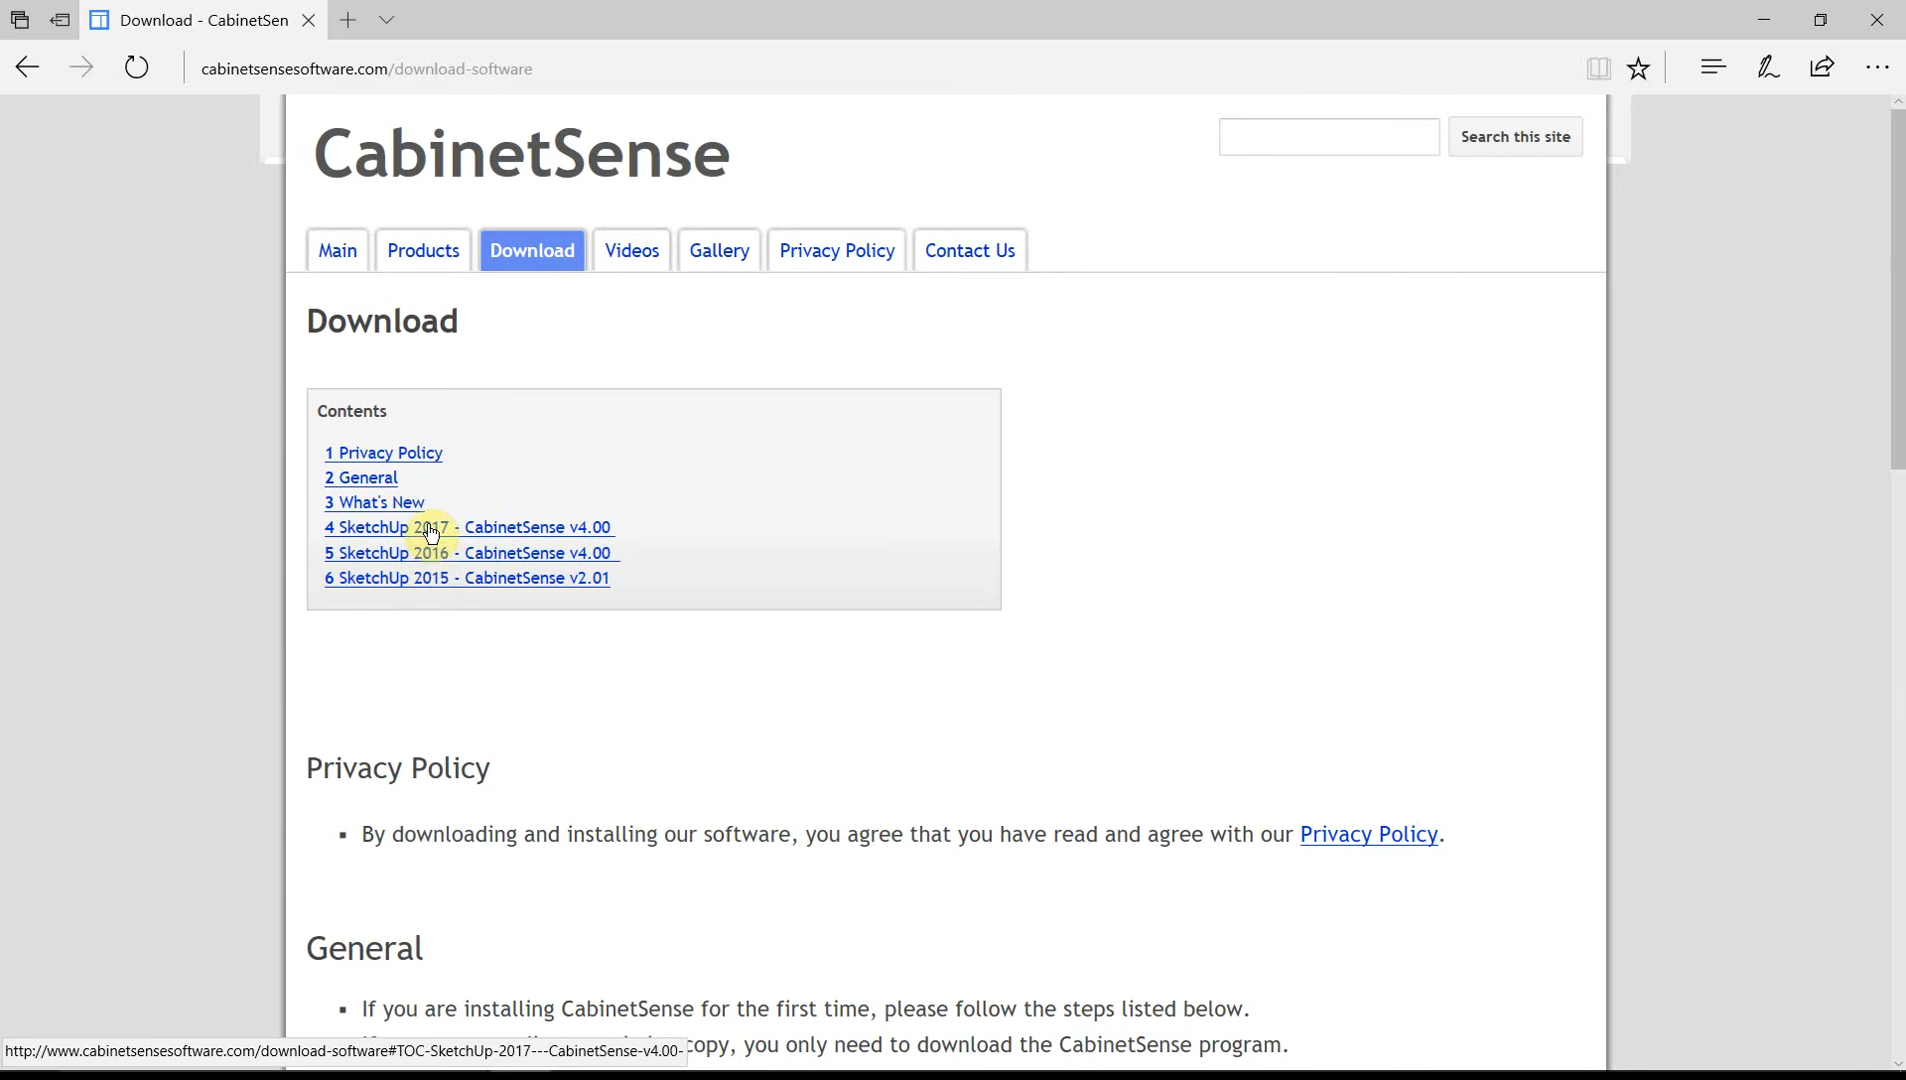 Download - CabinetSen
cabinetsensesoftware.com/download-software
CabinetSense
Search this site
Main
Products
Download
Videos
Gallery
Privacy Policy
Contact Us
Download
Contents
1 Privacy Policy
2 General
3 What's New
4 SketchUp 2017 - CabinetSense v4.00
5 SketchUp 2016 - CabinetSense v4.00
6 SketchUp 2015 - CabinetSense v2.01
Privacy Policy
▪ By downloading and installing our software, you agree that you have read and agree with our Privacy Policy.
General
▪ If you are installing CabinetSense for the first time, please follow the steps listed below.
copy, you only need to download the CabinetSense program.
http://www.cabinetsensesoftware.com/download-software#TOC-SketchUp-2017---CabinetSense-v4.00-